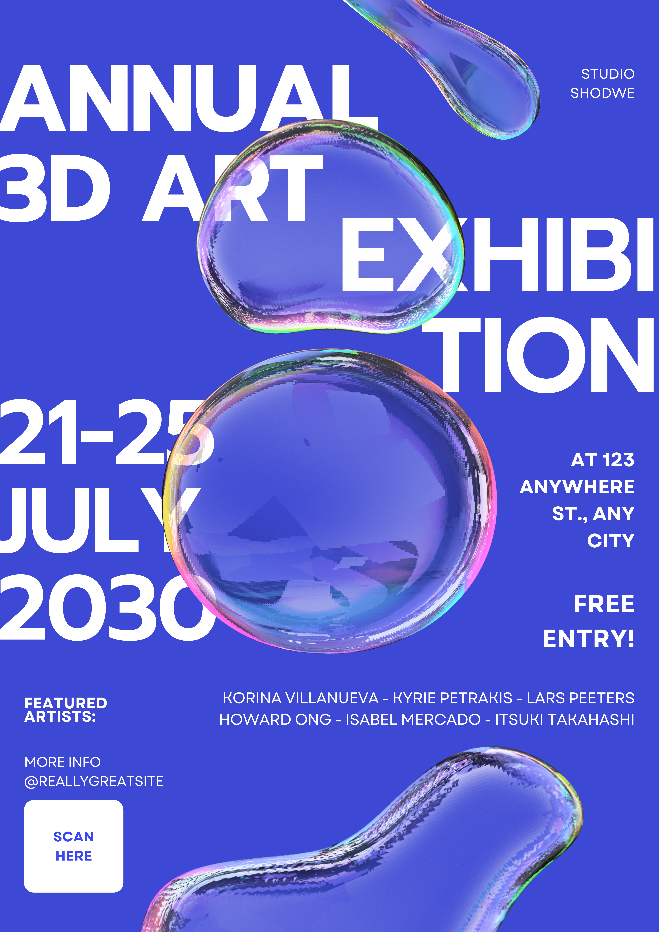 ANNUAL
3D ART
EXHIBI
TION
STUDIO
SHODWE
21-25
JULY
2030
AT 123
ANYWHERE
ST., ANY
CITY
FREE
ENTRY!
FEATURED
ARTISTS:
KORINA VILLANUEVA - KYRIE PETRAKIS - LARS PEETERS
HOWARD ONG - ISABEL MERCADO - ITSUKI TAKAHASHI
MORE INFO
@REALLYGREATSITE
SCAN
HERE